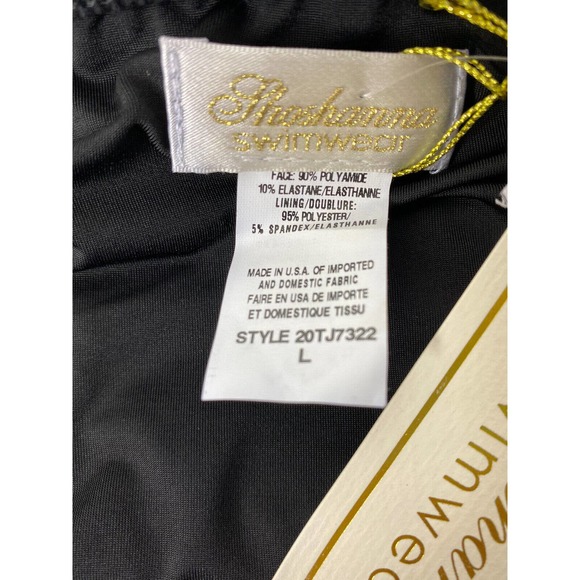 Shoshanna
swimwear
FACE: 90% POLYAMIDE
10% ELASTANE/ELASTHANNE
LINING/DOUBLURE:
95% POLYESTER/
5% SPANDEX/ELASTHANNE
MADE IN U.S.A. OF IMPORTED
AND DOMESTIC FABRIC
FAIRE EN USA DE IMPORTE
ET DOMESTIQUE TISSU
STYLE 20TJ7322
L